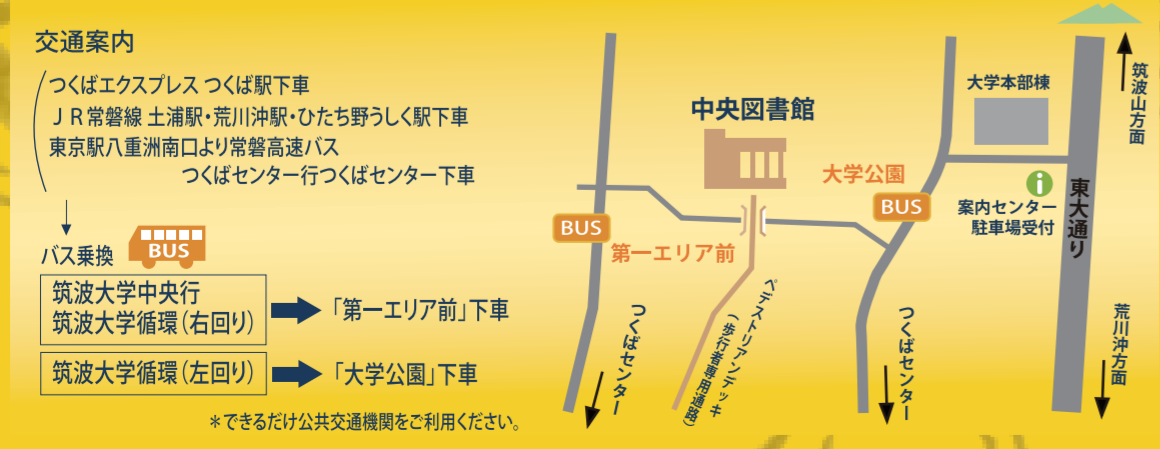 交通案内
つくばエクスプレス つくば駅下車
JR常磐線 土浦駅・荒川沖駅・ひたち野うしく駅下車
東京駅八重洲南口より常磐高速バス
つくばセンター行つくばセンター下車
バス乗換
BUS
筑波大学中央行
筑波大学循環(右回り)
「第一エリア前」下車
筑波大学循環(左回り)
「大学公園」下車
*できるだけ公共交通機関をご利用ください。
中央図書館
BUS
第一エリア前
大学公園
BUS
大学本部棟
i
案内センター
駐車場受付
東大通り
筑波山方面
荒川沖方面
つくばセンター
ペデストリアンデッキ
(歩行者専用通路)
つくばセンター